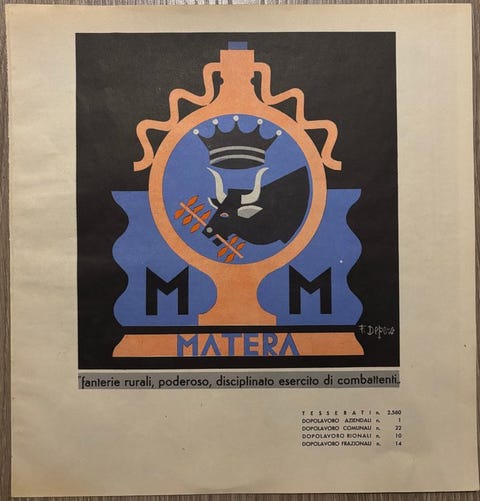 M M
F. Depero
MATERA
"fanterie rurali, poderoso, disciplinato esercito di combattenti„
TESSERATI n. 2.560
DOPOLAVORO AZIENDALI n. 1
DOPOLAVORO COMUNALI n. 22
DOPOLAVORO RIONALI n. 10
DOPOLAVORO FRAZIONALI n. 14